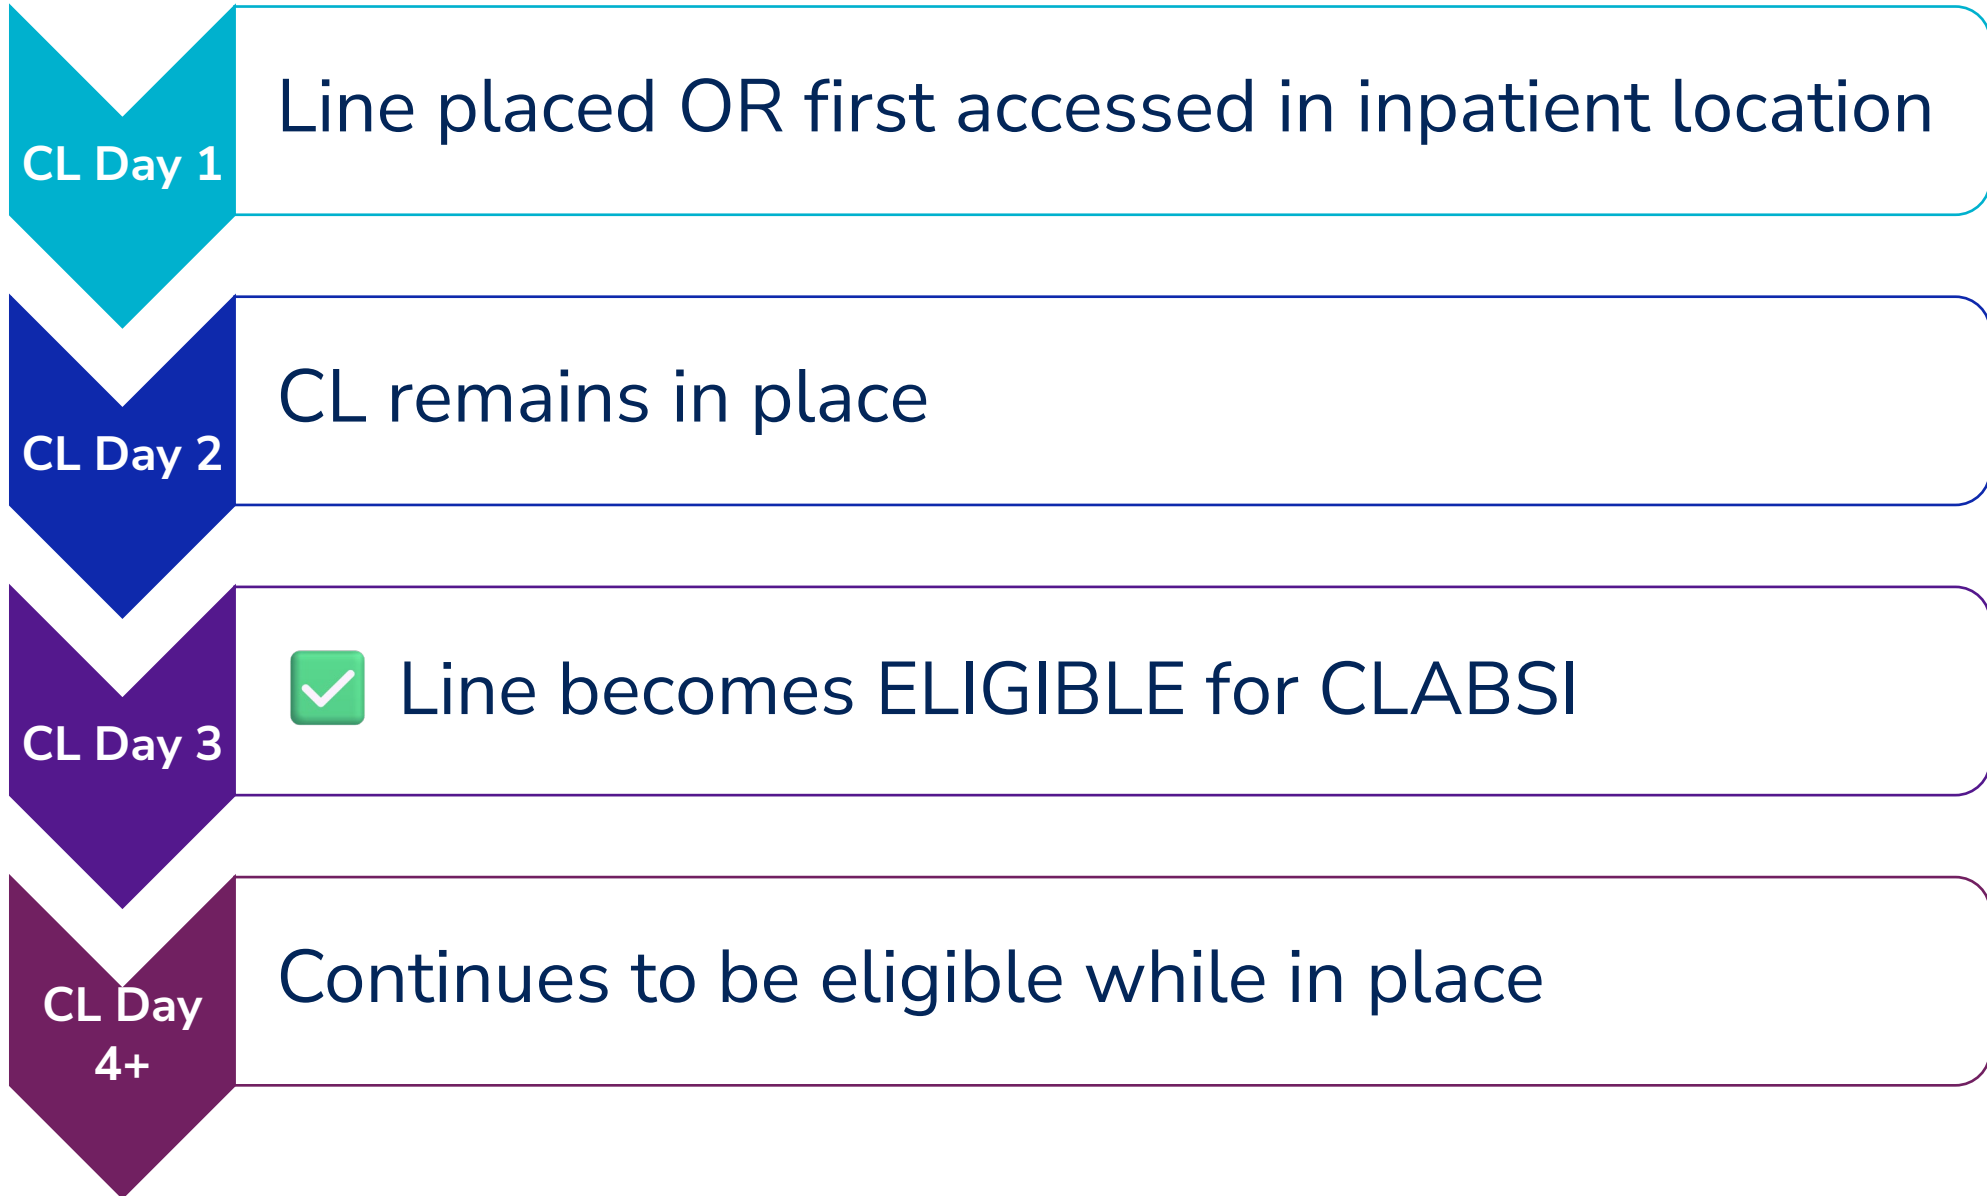 CL Day 1
Line placed OR first accessed in inpatient location
CL Day 2
CL remains in place
CL Day 3
✅ Line becomes ELIGIBLE for CLABSI
CL Day
4+
Continues to be eligible while in place